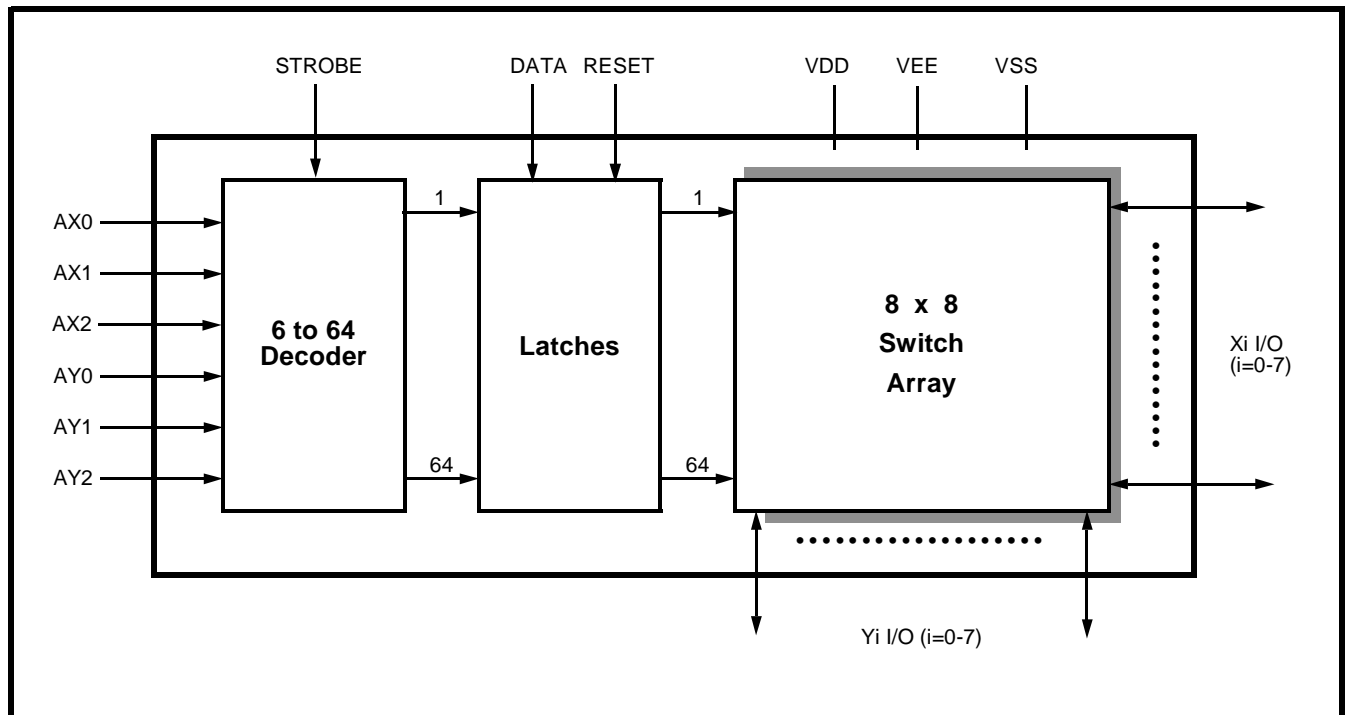 STROBE DATA RESET VDD VEE VSS
1 1
AX0
AX1
AX2
AY0
AY1
AY2
6 to 64
Decoder
Latches
8 x 8
Switch
Array
Xi I/O
(i=0-7)
64 64
Yi I/O (i=0-7)